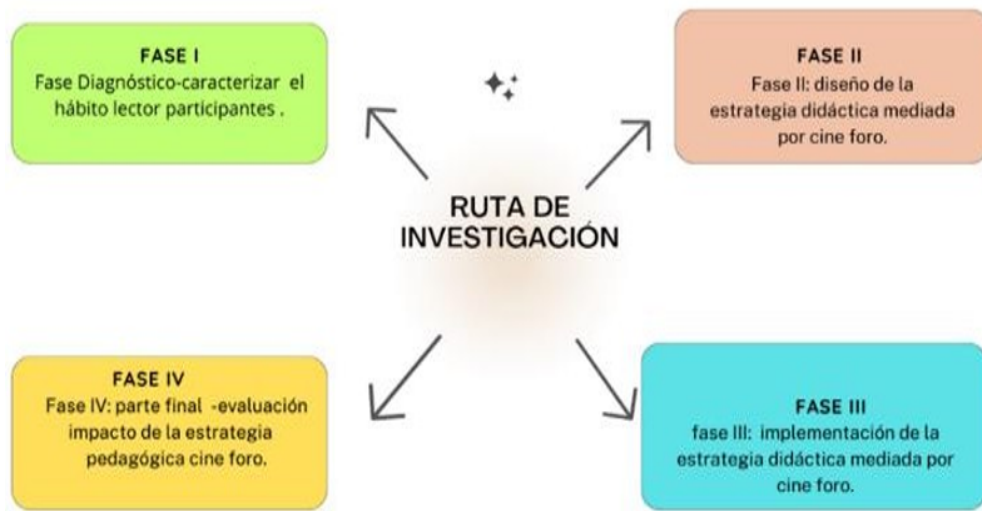 FASE I
Fase Diagnóstico-caracterizar el
hábito lector participantes .
FASE II
Fase II: diseño de la
estrategia didáctica mediada
por cine foro.
RUTA DE
INVESTIGACIÓN
FASE IV
Fase IV: parte final -evaluación
impacto de la estrategia
pedagógica cine foro.
FASE III
fase III: implementación de la
estrategia didáctica mediada por
cine foro.